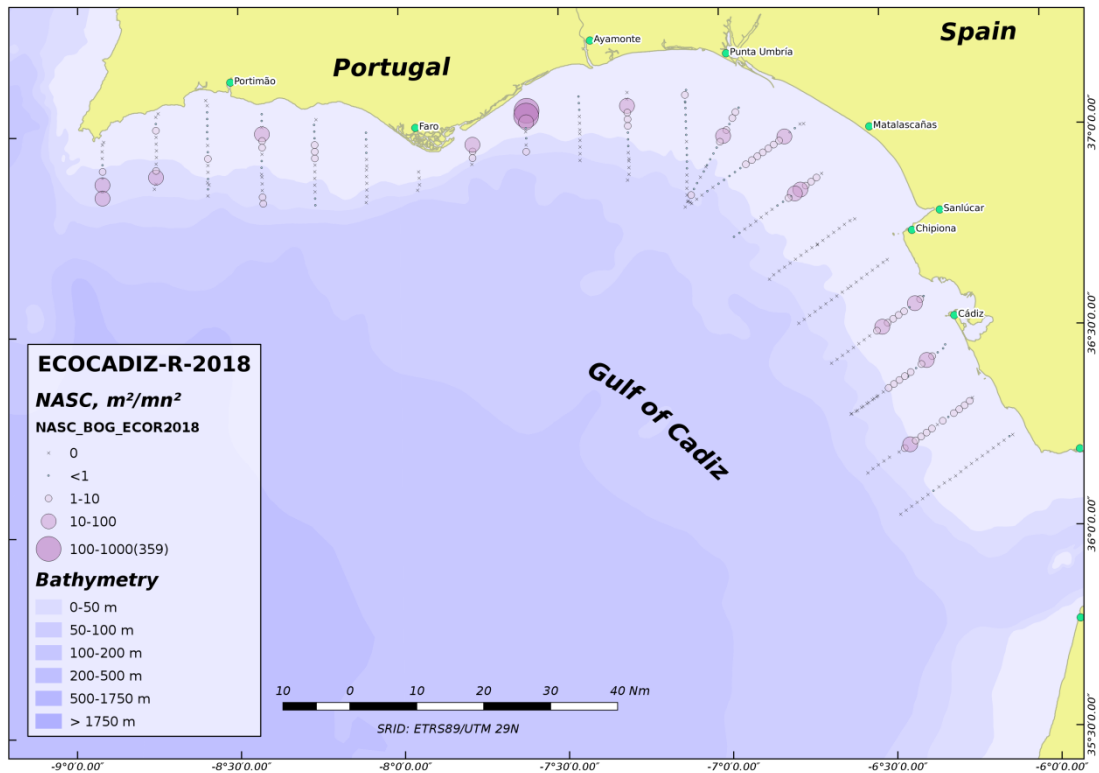 Spain
Ayamonte
Punta Umbría
Portugal
Portimão
Faro
Matalascañas
Sanlúcar
Chipiona
Cádiz
Gulf of Cadiz
37°0'0.00"
36°30'0.00"
36°0'0.00"
35°30'0.00"
ECOCADIZ-R-2018
NASC, m²/mn²
NASC_BOG_ECOR2018
0
<1
1-10
10-100
100-1000(359)
Bathymetry
0-50 m
50-100 m
100-200 m
200-500 m
500-1750 m
> 1750 m
10 0 10 20 30 40 Nm
SRID: ETRS89/UTM 29N
-9°0'0.00" -8°30'0.00" -8°0'0.00" -7°30'0.00" -7°0'0.00" -6°30'0.00" -6°0'0.00"